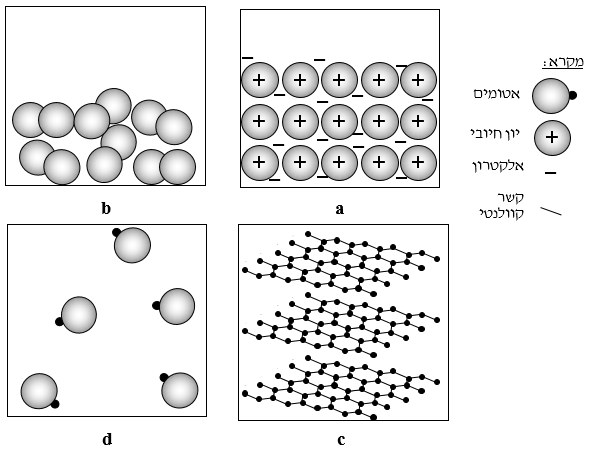 מקרא:
אטומים
יון חיובי
אלקטרון
קשר
קוולנטי
b
a
d
c